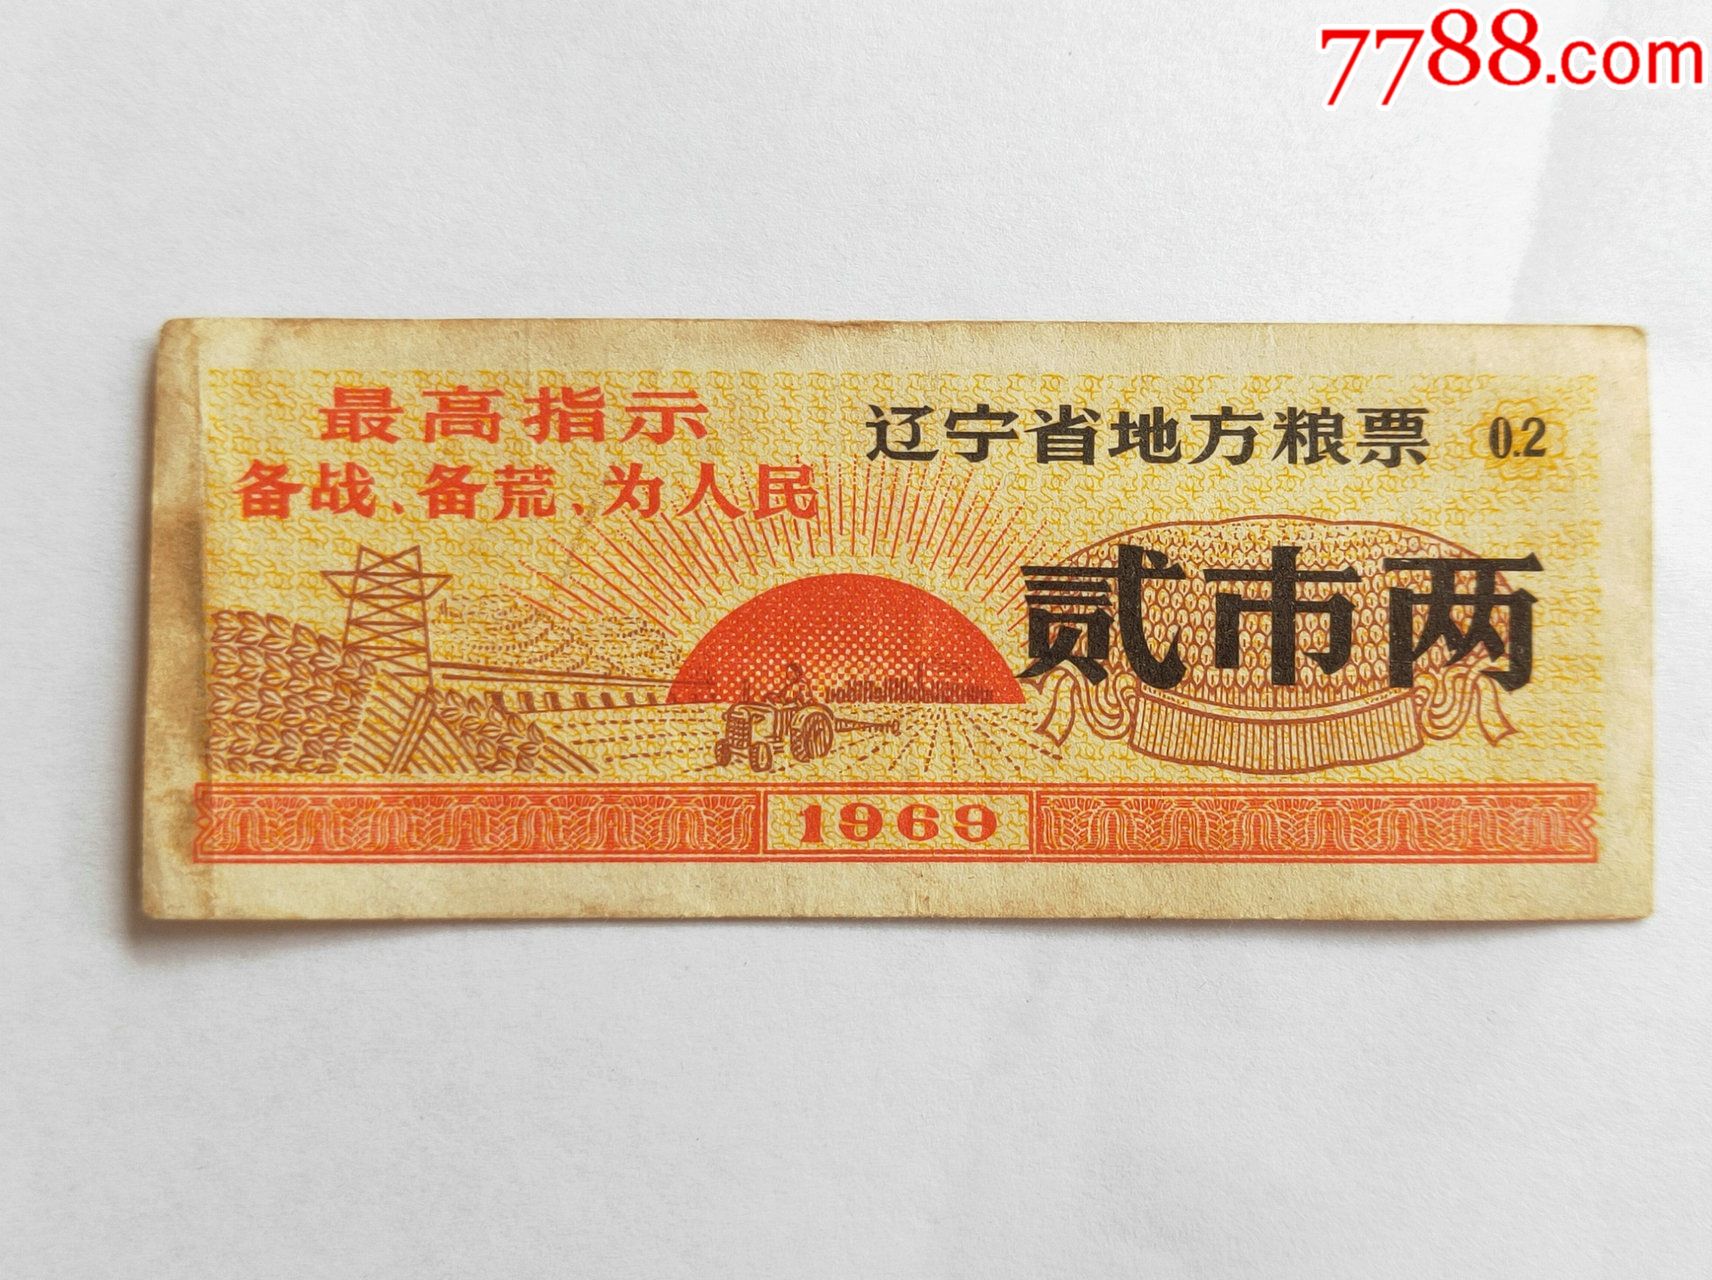 7788.com
最高指示
备战、备荒、为人民
辽宁省地方粮票 0.2
贰市两
1969